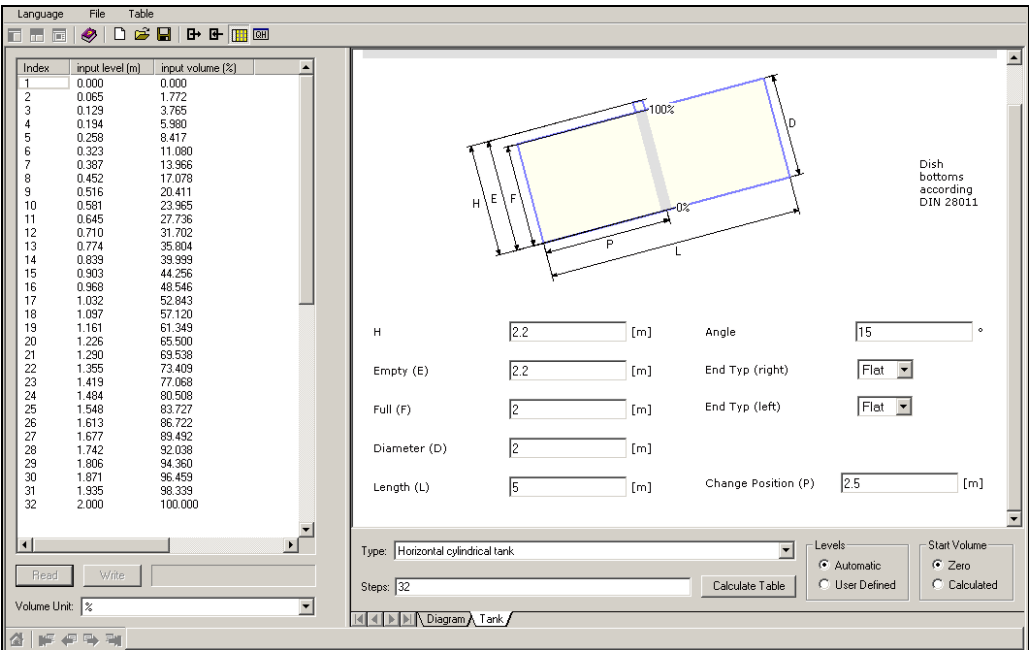 Language File Table
QH
Index input level (m) input volume (%)
1 0.000 0.000
2 0.065 1.772
3 0.129 3.765
4 0.194 5.980
5 0.258 8.417
6 0.323 11.080
7 0.387 13.966
8 0.452 17.078
9 0.516 20.411
10 0.581 23.965
11 0.645 27.736
12 0.710 31.702
13 0.774 35.804
14 0.839 39.999
15 0.903 44.256
16 0.968 48.546
17 1.032 52.843
18 1.097 57.120
19 1.161 61.349
20 1.226 65.500
21 1.290 69.538
22 1.355 73.409
23 1.419 77.068
24 1.484 80.508
25 1.548 83.727
26 1.613 86.722
27 1.677 89.492
28 1.742 92.038
29 1.806 94.360
30 1.871 96.459
31 1.935 98.339
32 2.000 100.000
Read Write
Volume Unit: %
100%
D
H E F
0%
P
L
Dish
bottoms
according
DIN 28011
H 2.2 [m] Angle 15 °
Empty (E) 2.2 [m] End Typ (right) Flat
Full (F) 2 [m] End Typ (left) Flat
Diameter (D) 2 [m]
Length (L) 5 [m] Change Position (P) 2.5 [m]
Type: Horizontal cylindrical tank
Steps: 32 Calculate Table
Levels
Automatic
User Defined
Start Volume
Zero
Calculated
Diagram Tank